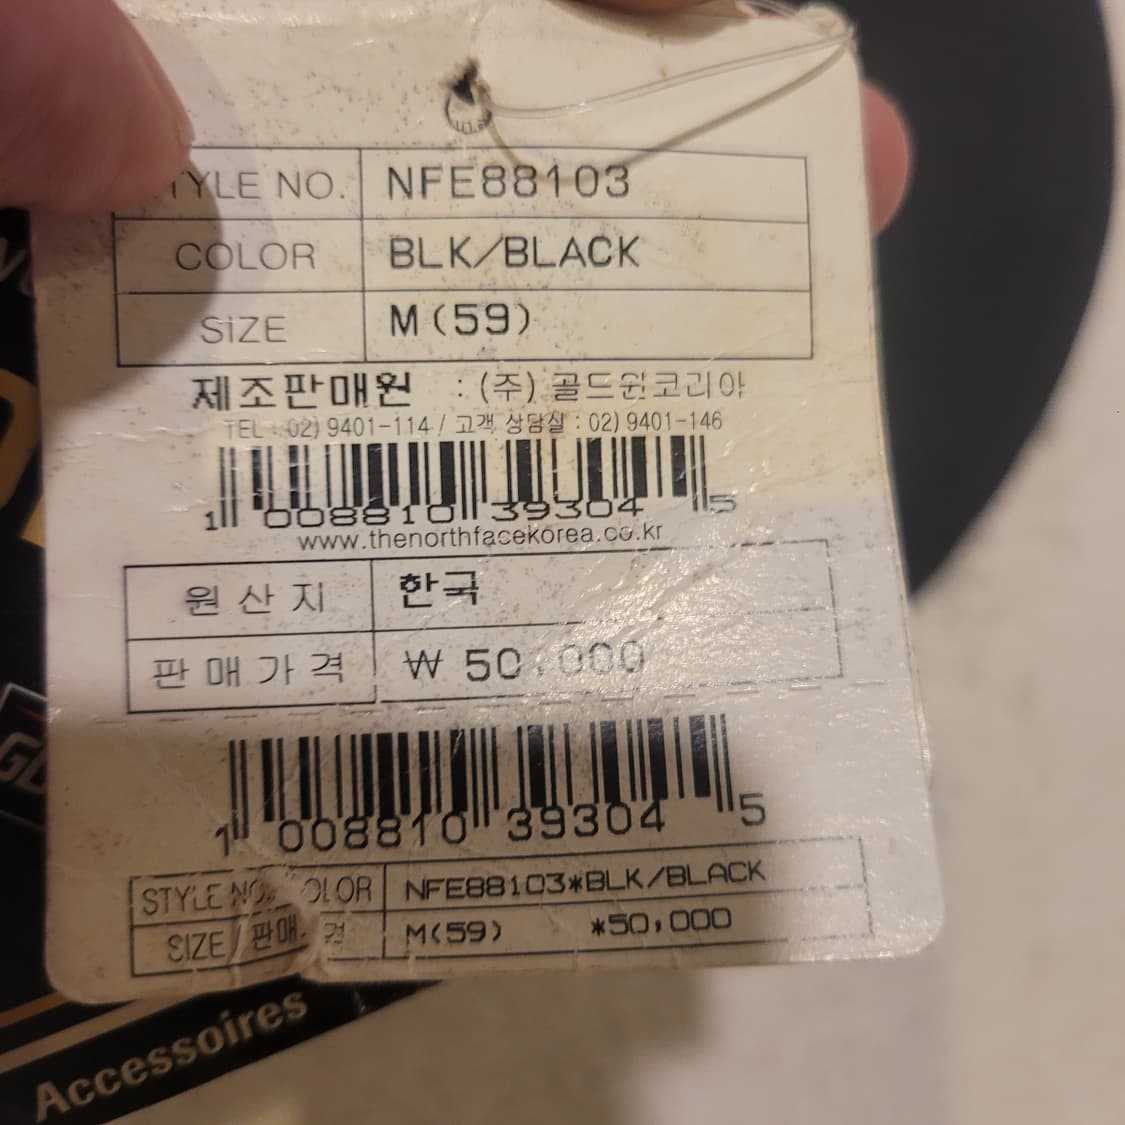 TYLE NO. NFE88103
COLOR BLK/BLACK
SIZE M(59)
제조판매원 : (주) 골드윈코리아
TEL : 02) 9401-114 / 고객 상담실 : 02) 9401-146
1 008810 39304 5
www.thenorthfacekorea.co.kr
원산지 한국
판매가격 ₩ 50,000
1 008810 39304 5
STYLE NO. COLOR NFE88103*BLK/BLACK
SIZE / 판매 격 M(59) *50,000
Accessoires